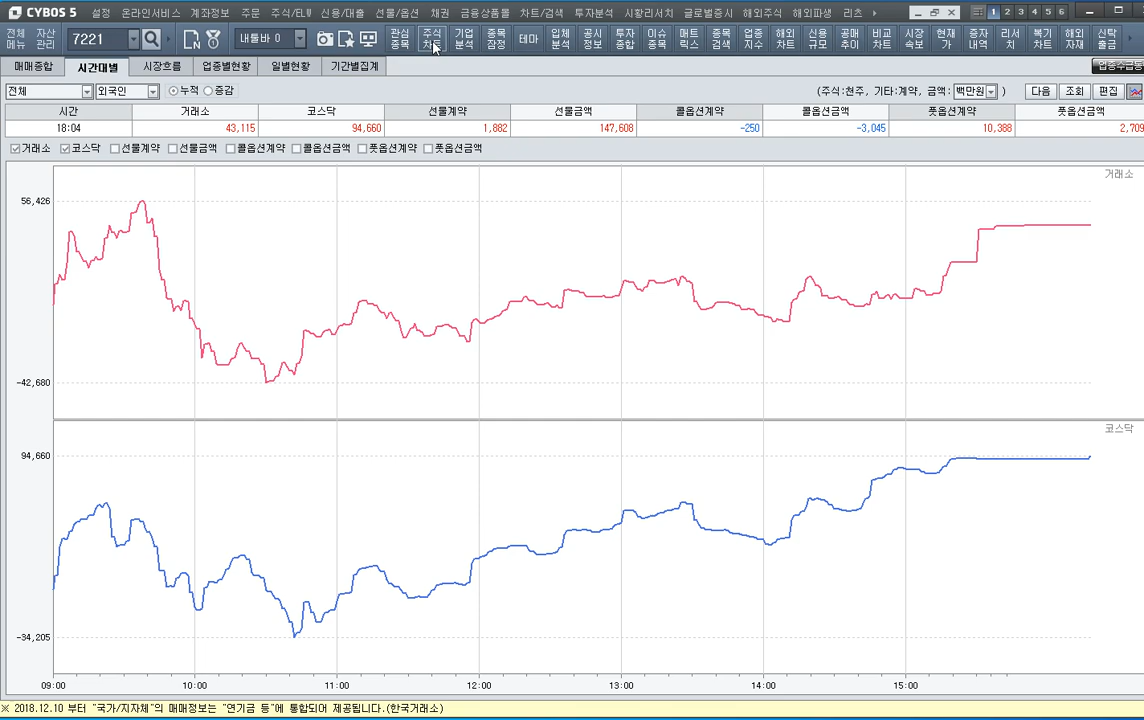 CYBOS 5 설정 온라인서비스 계좌정보 주문 주식/ELW 신용/대출 선물/옵션 채권 금융상품몰 차트/검색 투자분석 시황리서치 글로벌증시 해외주식 해외파생 리츠 1 2 3 4 5 6
전체메뉴 자산관리 7221 내툴바 0 관심종목 주식차트 기업분석 종목잠정 테마 입체분석 공시정보 투자종합 이슈종목 매트릭스 종목검색 업종지수 해외차트 신용규모 공매추이 비교차트 시장속보 현재가 증자내역 리서치 복기차트 해외자재 신탁출금
매매종합 시간대별 시장흐름 업종별현황 일별현황 기간별집계
전체 외국인 누적 증감 (주식:천주, 기타:계약, 금액: 백만원 ) 다음 조회 편집
시간 거래소 코스닥 선물계약 선물금액 콜옵션계약 콜옵션금액 풋옵션계약 풋옵션금액
18:04 43,115 94,660 1,882 147,608 -250 -3,045 10,388 2,709
거래소 코스닥 선물계약 선물금액 콜옵션계약 콜옵션금액 풋옵션계약 풋옵션금액
거래소
56,426
-42,680
코스닥
94,660
-34,205
09:00 10:00 11:00 12:00 13:00 14:00 15:00
※ 2018.12.10 부터 "국가/지자체"의 매매정보는 "연기금 등"에 통합되어 제공됩니다.(한국거래소)